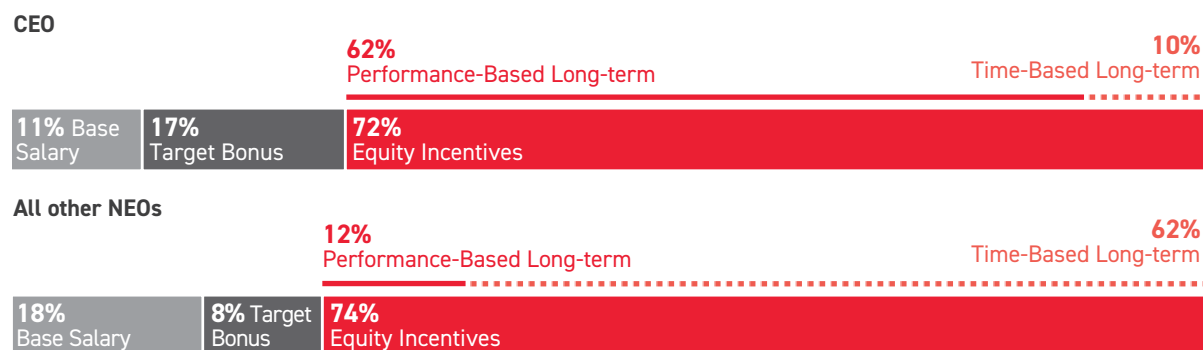 CEO
62%
Performance-Based Long-term
10%
Time-Based Long-term
11% Base
Salary
17%
Target Bonus
72%
Equity Incentives
All other NEOs
12%
Performance-Based Long-term
62%
Time-Based Long-term
18%
Base Salary
8% Target
Bonus
74%
Equity Incentives